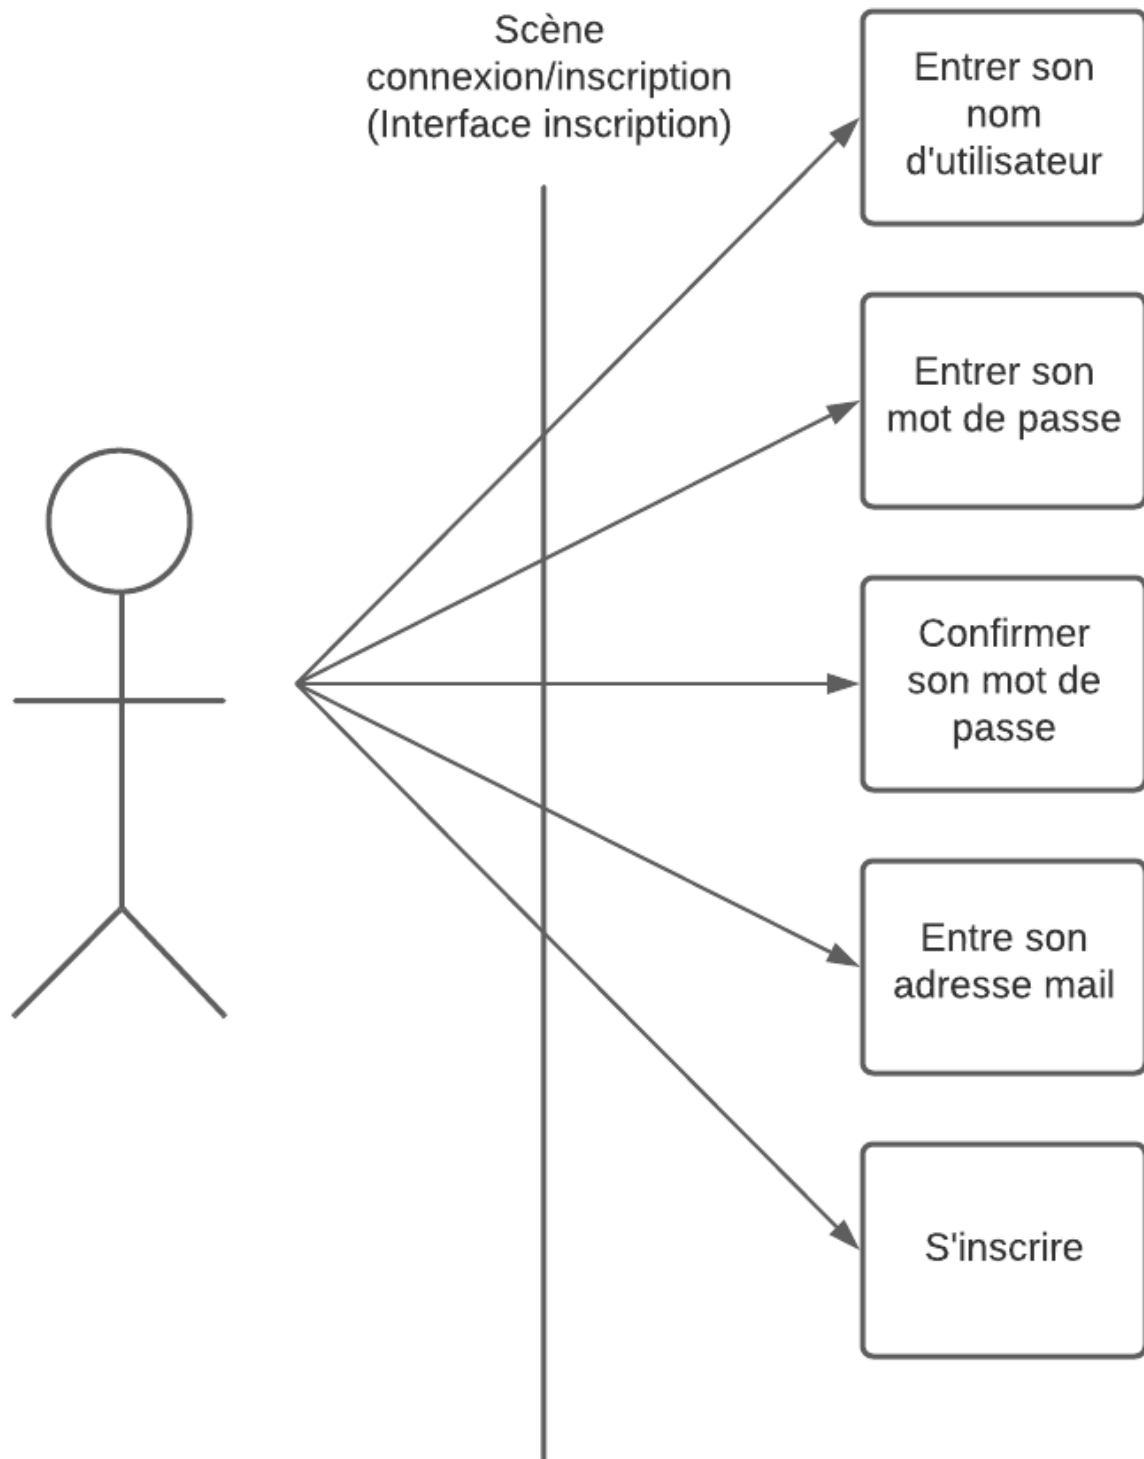 Scène
connexion/inscription
(Interface inscription)
Entrer son
nom
d'utilisateur
Entrer son
mot de passe
Confirmer
son mot de
passe
Entre son
adresse mail
S'inscrire